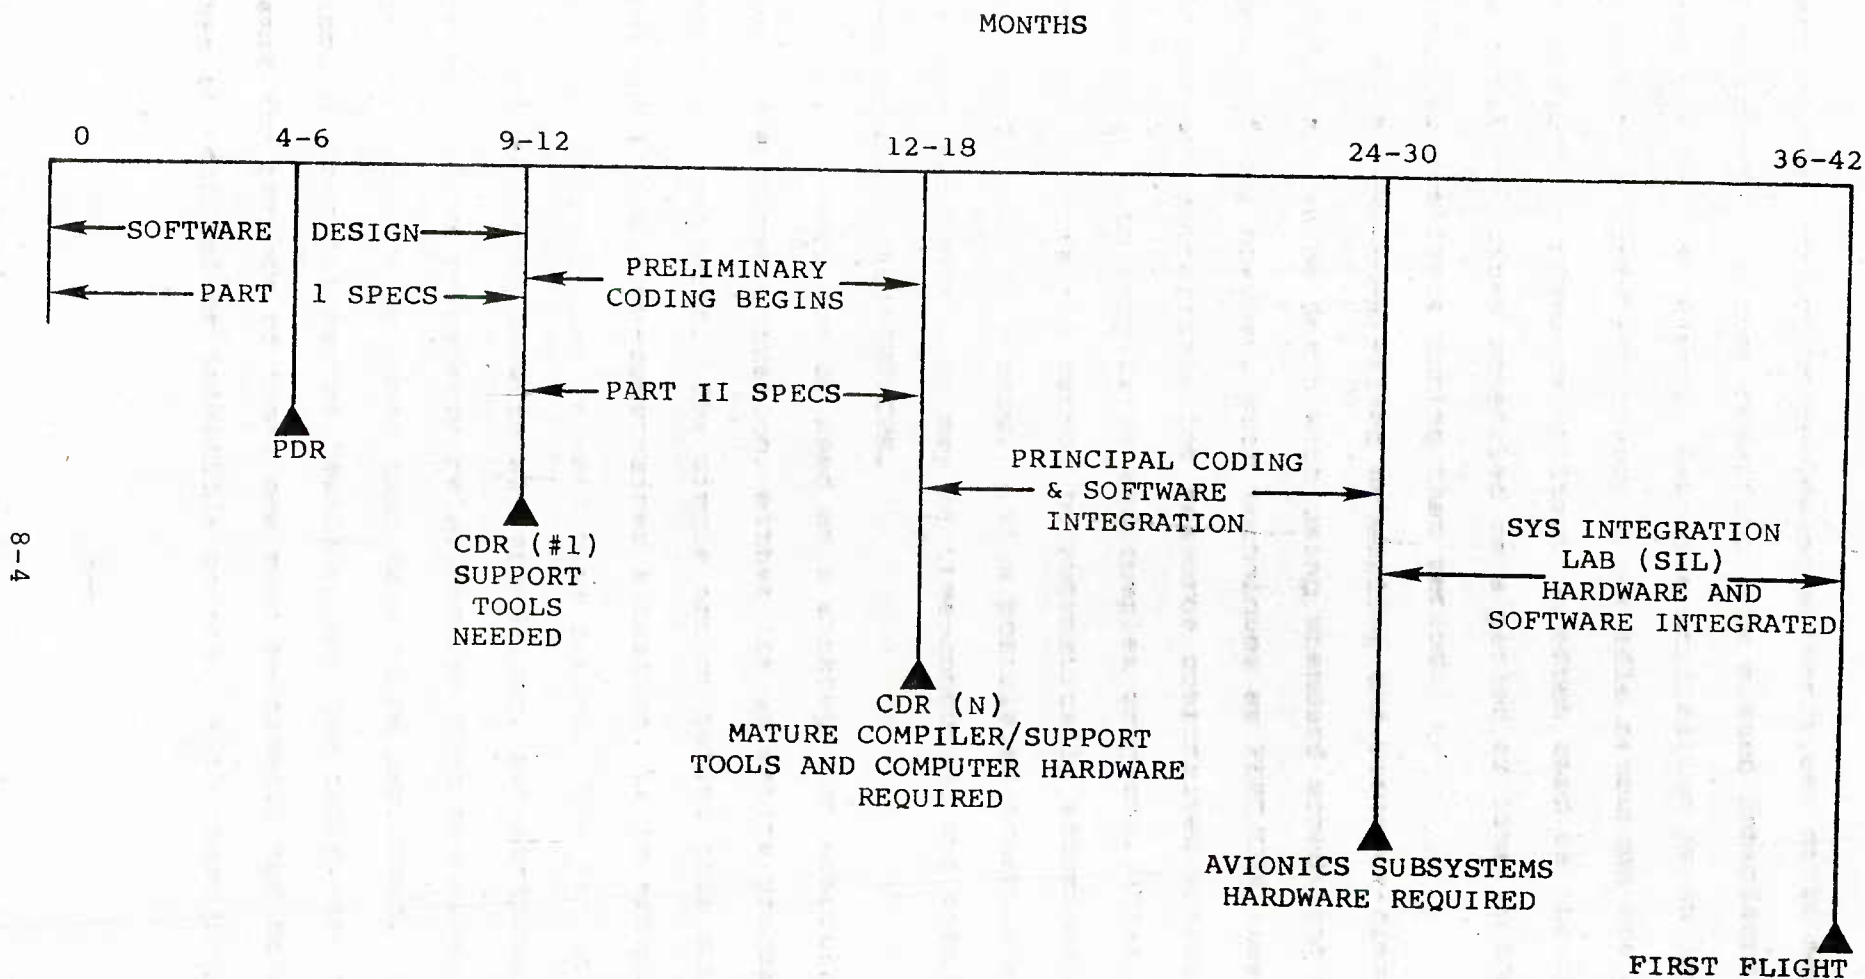 MONTHS
0 4-6 9-12 12-18 24-30 36-42
SOFTWARE DESIGN
PART 1 SPECS
PRELIMINARY
CODING BEGINS
PART II SPECS
PDR
PRINCIPAL CODING
& SOFTWARE
INTEGRATION
CDR (#1)
SUPPORT
TOOLS
NEEDED
SYS INTEGRATION
LAB (SIL)
HARDWARE AND
SOFTWARE INTEGRATED
CDR (N)
MATURE COMPILER/SUPPORT
TOOLS AND COMPUTER HARDWARE
REQUIRED
AVIONICS SUBSYSTEMS
HARDWARE REQUIRED
FIRST FLIGHT
8-4